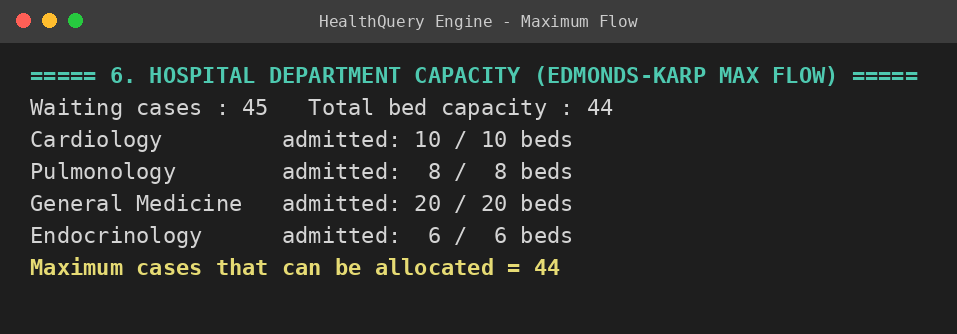 HealthQuery Engine - Maximum Flow
===== 6. HOSPITAL DEPARTMENT CAPACITY (EDMONDS-KARP MAX FLOW) =====
Waiting cases : 45   Total bed capacity : 44
Cardiology         admitted: 10 / 10 beds
Pulmonology        admitted:  8 /  8 beds
General Medicine   admitted: 20 / 20 beds
Endocrinology      admitted:  6 /  6 beds
Maximum cases that can be allocated = 44